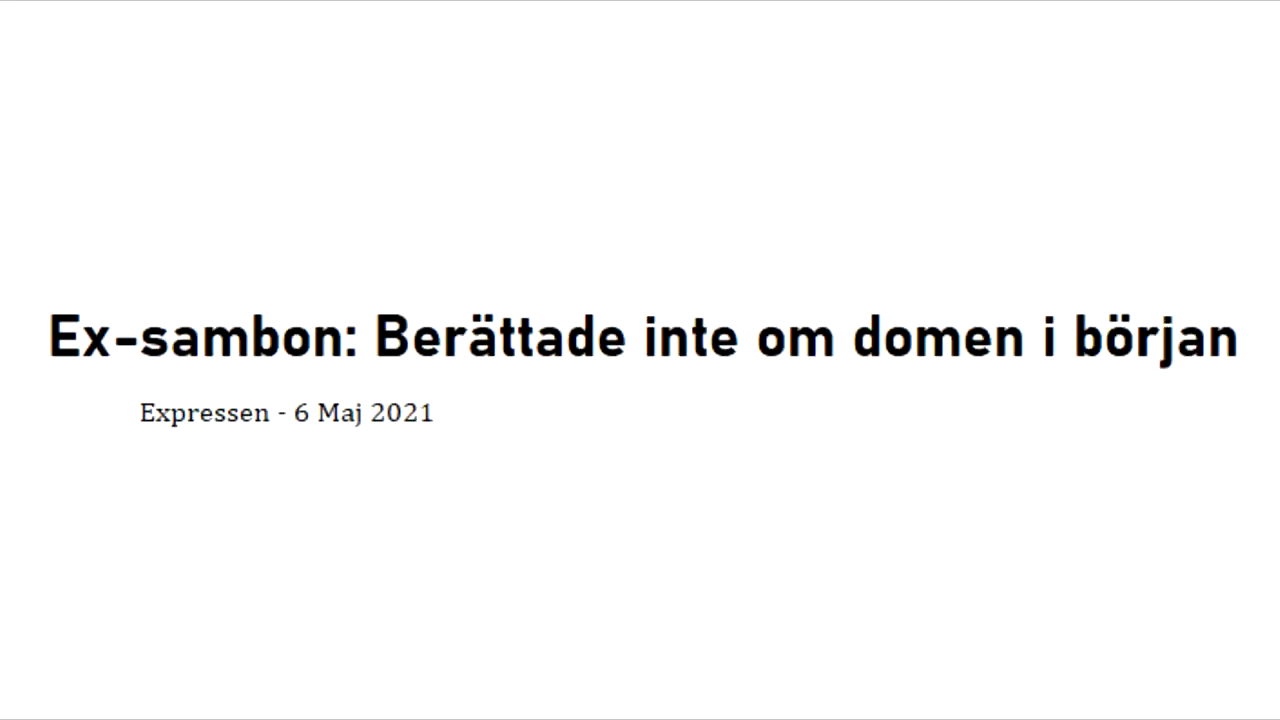 Ex-sambon: Berättade inte om domen i början
Expressen - 6 Maj 2021